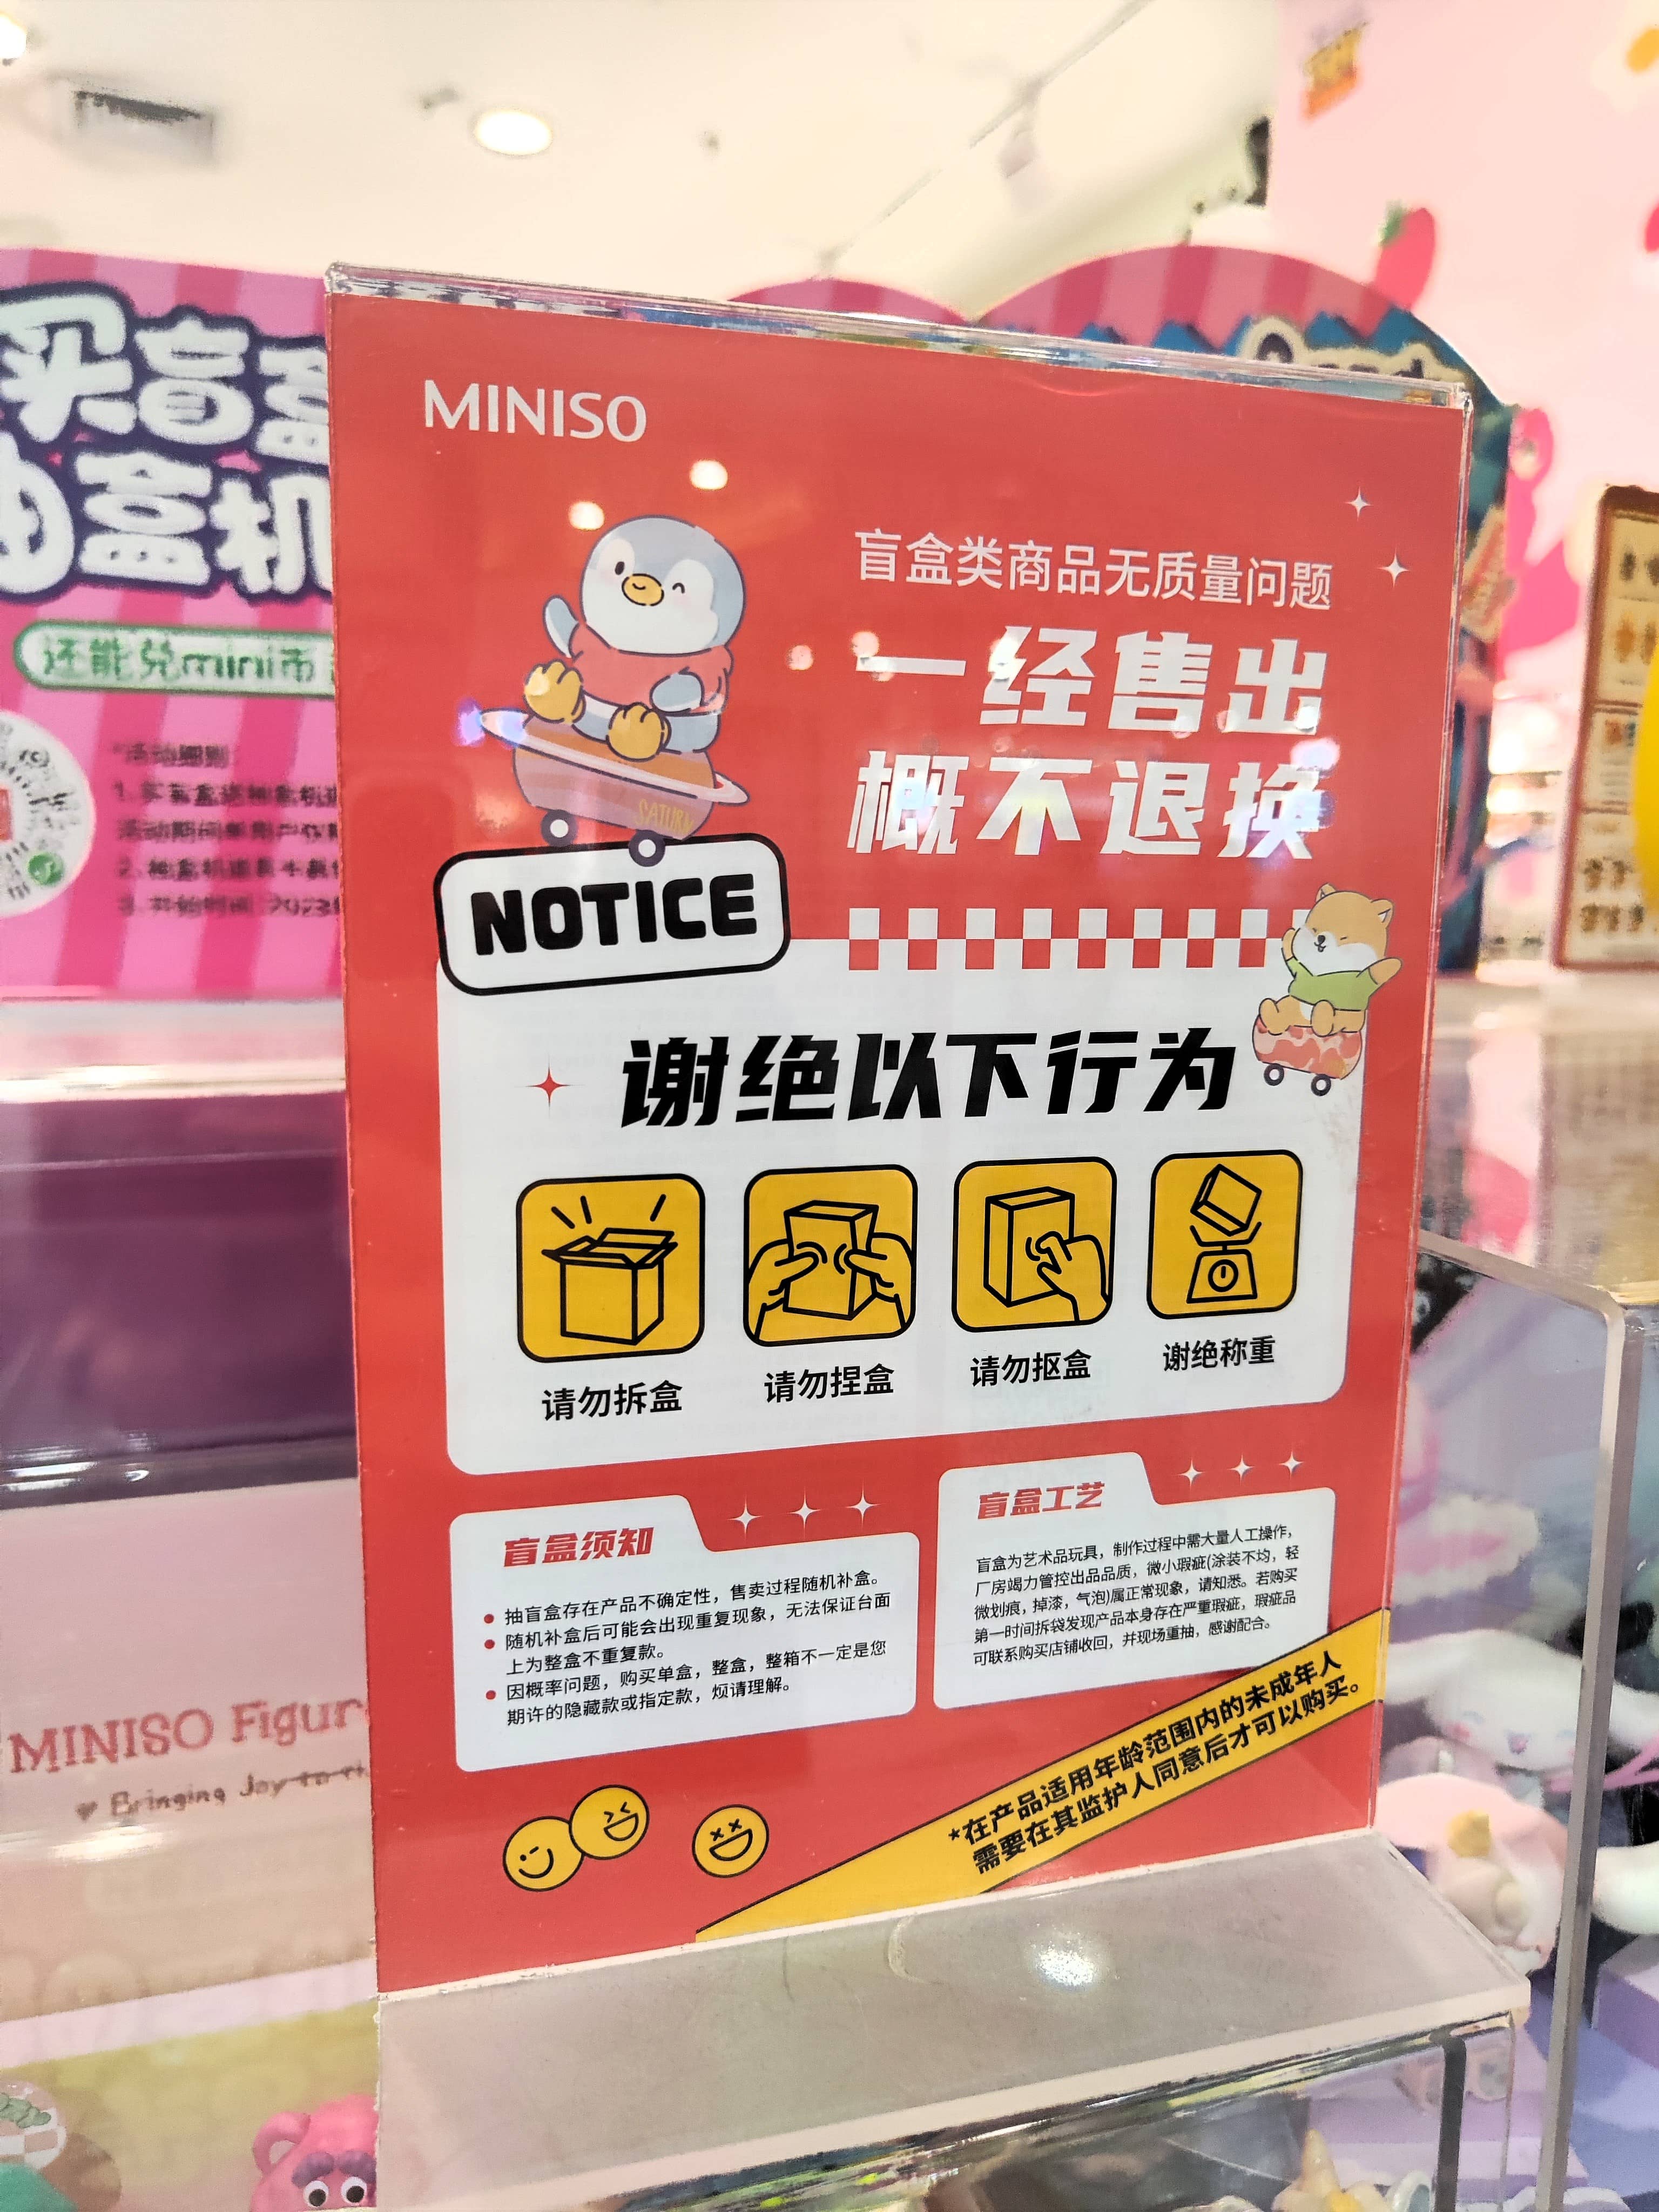 MINISO
盲盒类商品无质量问题
一经售出
概不退换
SATURN
NOTICE
谢绝以下行为
请勿拆盒
请勿捏盒
请勿抠盒
谢绝称重
盲盒须知
抽盲盒存在产品不确定性，售卖过程随机补盒。
随机补盒后可能会出现重复现象，无法保证台面
上为整盒不重复款。
因概率问题，购买单盒，整盒，整箱不一定是您
期许的隐藏款或指定款，烦请理解。
盲盒工艺
盲盒为艺术品玩具，制作过程中需大量人工操作，
厂房竭力管控出品品质，微小瑕疵(涂装不均，轻
微划痕，掉漆，气泡)属正常现象，请知悉。若购买
第一时间拆袋发现产品本身存在严重瑕疵，瑕疵品
可联系购买店铺收回，并现场重抽，感谢配合。
*在产品适用年龄范围内的未成年人
需要在其监护人同意后才可以购买。
买盲盒
抽盒机
还能兑mini币
MINISO Figur
Bringing Joy to